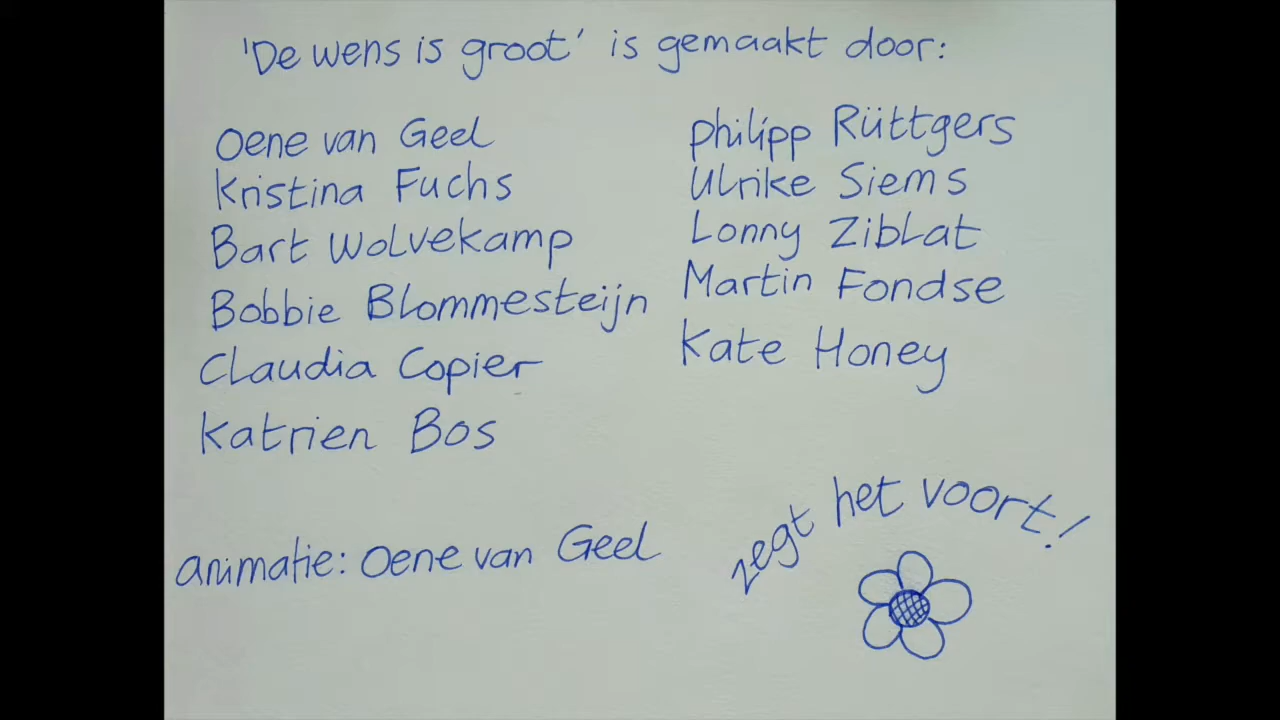 'De wens is groot' is gemaakt door:
Oene van Geel
Kristina Fuchs
Bart Wolvekamp
Bobbie Blommesteijn
Claudia Copier
Katrien Bos
Philipp Rüttgers
Ulrike Siems
Lonny Ziblat
Martin Fondse
Kate Honey
animatie: Oene van Geel
zegt het voort!